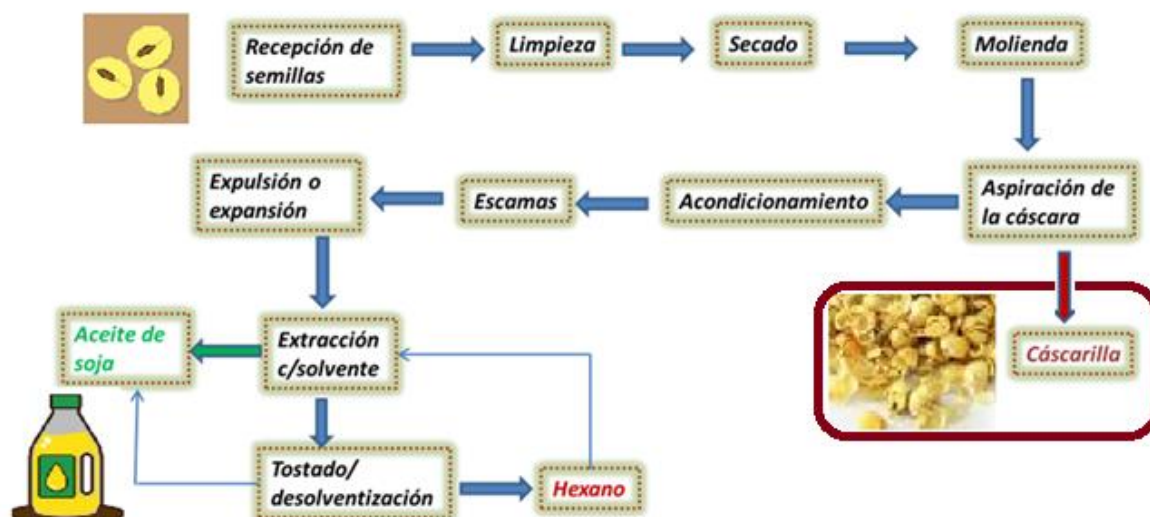 Recepción de
semillas
Limpieza
Secado
Molienda
Expulsión o
expansión
Escamas
Acondicionamiento
Aspiración de
la cáscara
Aceite de
soja
Extracción
c/solvente
Cáscarilla
Tostado/
desolventización
Hexano